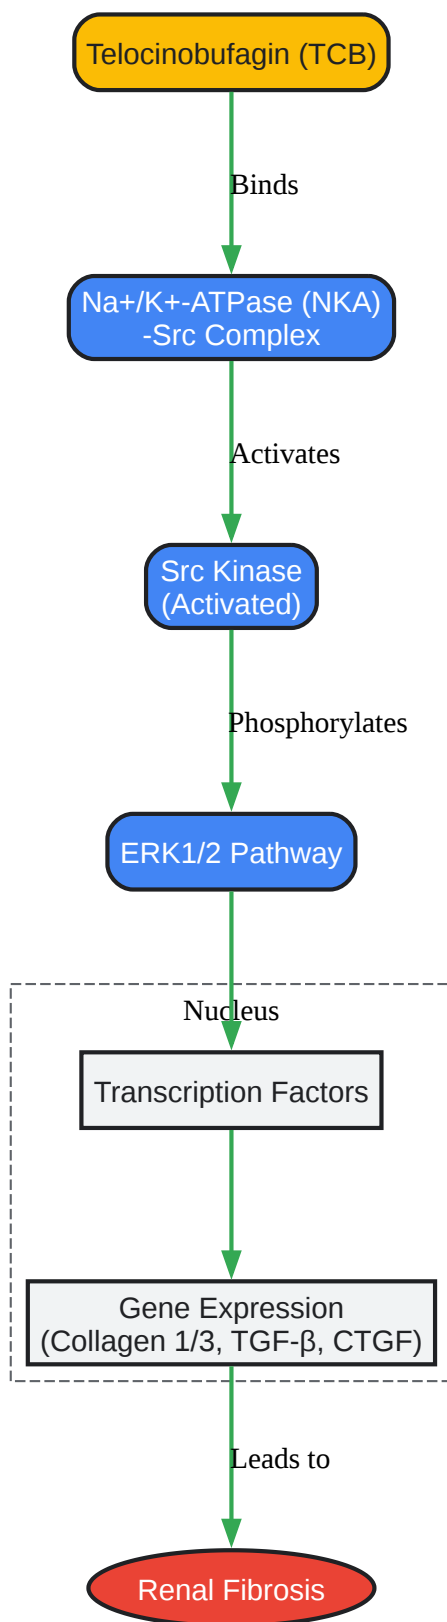 Telocinobufagin (TCB)
Binds
Na+/K+-ATPase (NKA)
-Src Complex
Activates
Src Kinase
(Activated)
Phosphorylates
ERK1/2 Pathway
Nucleus
Transcription Factors
Gene Expression
(Collagen 1/3, TGF-β, CTGF)
Leads to
Renal Fibrosis